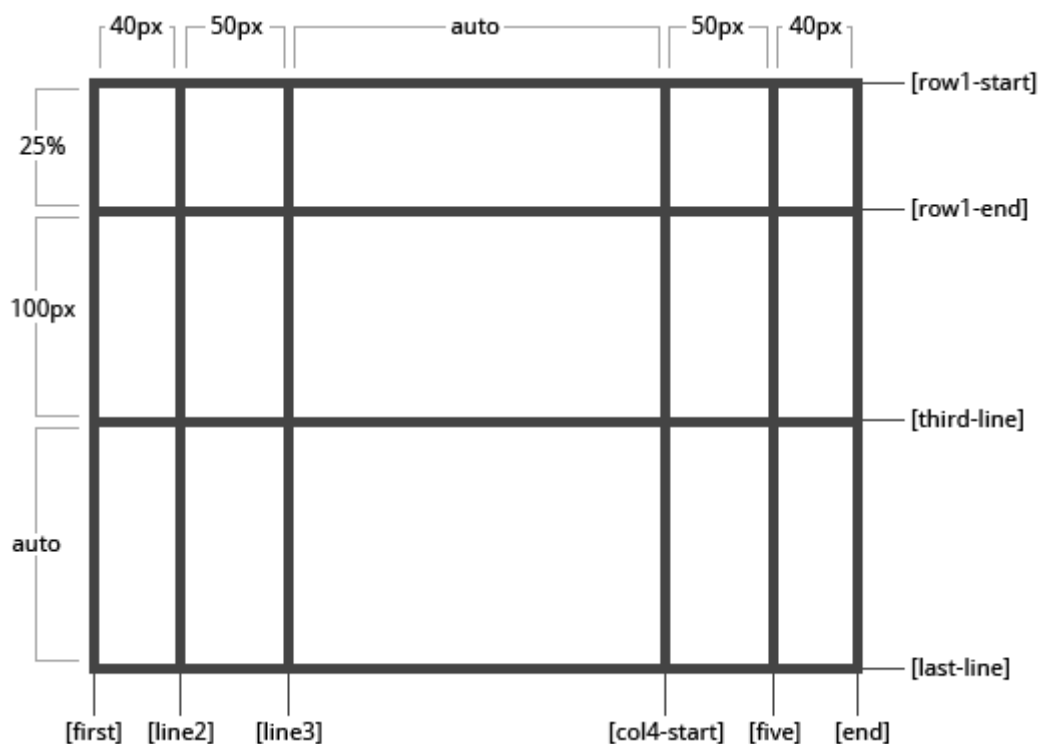 40px 50px auto 50px 40px
[row1-start]
25%
[row1-end]
100px
[third-line]
auto
[last-line]
[first] [line2] [line3] [col4-start] [five] [end]